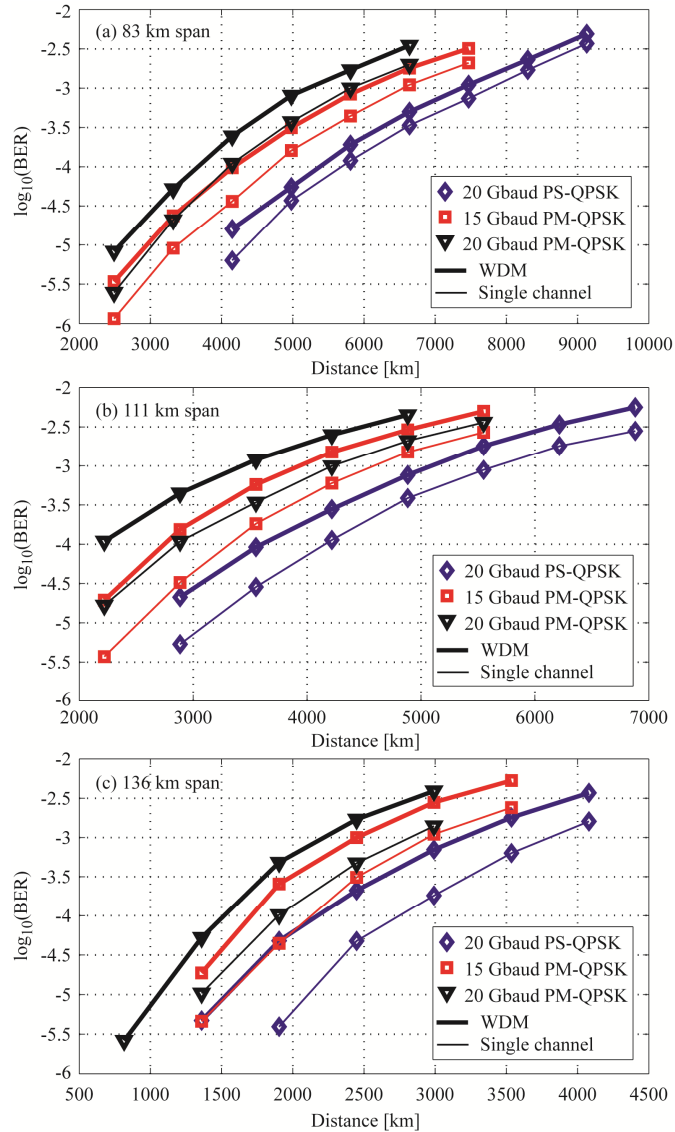 (a) 83 km span
log10(BER)
-2
-2.5
-3
-3.5
-4
-4.5
-5
-5.5
-6
20 Gbaud PS-QPSK
15 Gbaud PM-QPSK
20 Gbaud PM-QPSK
WDM
Single channel
2000 3000 4000 5000 6000 7000 8000 9000 10000
Distance [km]
(b) 111 km span
log10(BER)
-2
-2.5
-3
-3.5
-4
-4.5
-5
-5.5
-6
20 Gbaud PS-QPSK
15 Gbaud PM-QPSK
20 Gbaud PM-QPSK
WDM
Single channel
2000 3000 4000 5000 6000 7000
Distance [km]
(c) 136 km span
log10(BER)
-2
-2.5
-3
-3.5
-4
-4.5
-5
-5.5
-6
20 Gbaud PS-QPSK
15 Gbaud PM-QPSK
20 Gbaud PM-QPSK
WDM
Single channel
500 1000 1500 2000 2500 3000 3500 4000 4500
Distance [km]